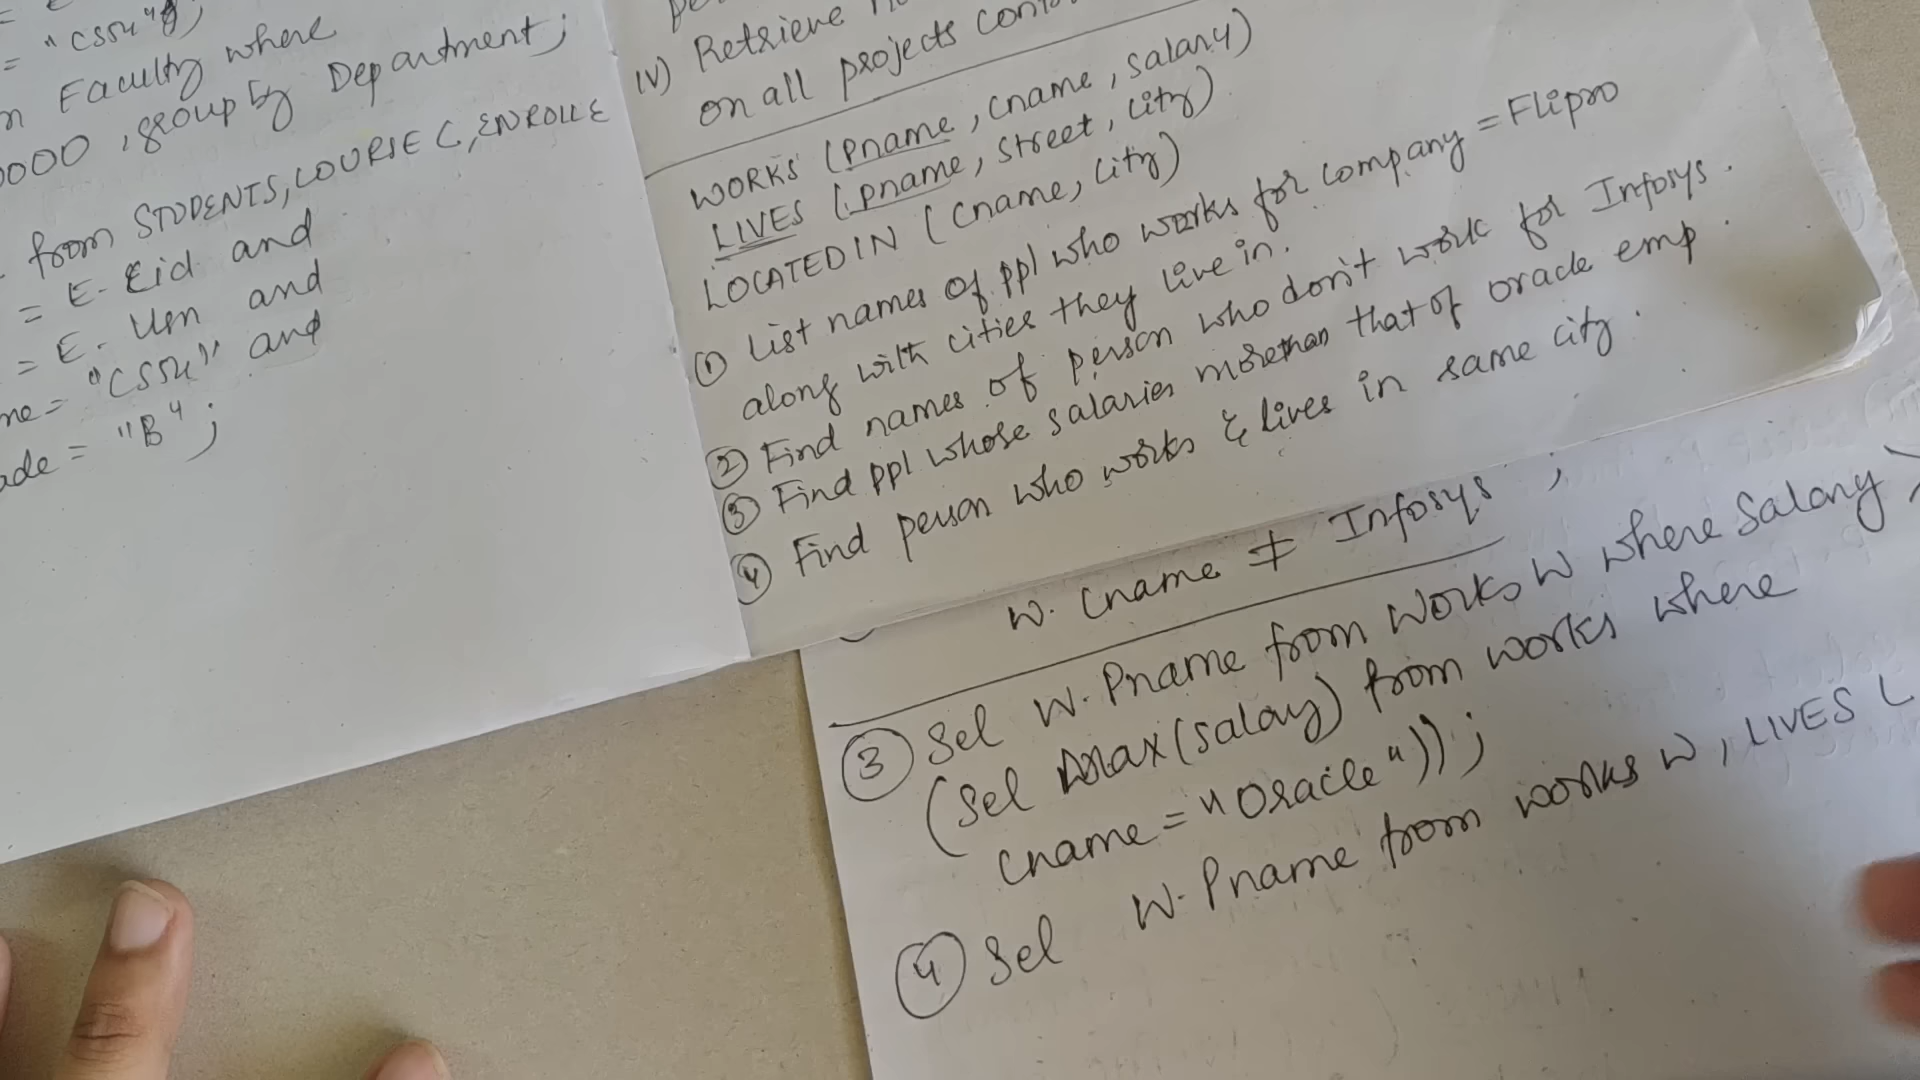 = "CS54"
n Faculty where
0000 , group by Department;
from STUDENTS, COURSE C, ENROLLE
= E. Eid and
= E. Urn and
me = "CS54" and
ade = "B";
IV) Retrieve
on all projects
WORKS (Pname, Cname, salary)
LIVES (Pname, Street, City)
LOCATEDIN (Cname, City)
① List names of ppl who works for company = Flipro
along with cities they live in.
② Find names of person who don't work for Infosys.
③ Find ppl whose salaries morethan that of oracle emp.
④ Find person who works & lives in same city.
W. Cname ≠ Infosys ;
③ Sel W. Pname from Works W where Salary >
(Sel Max(salary) from works where
Cname = "Oracle"));
④ Sel W. Pname from works W, LIVES L